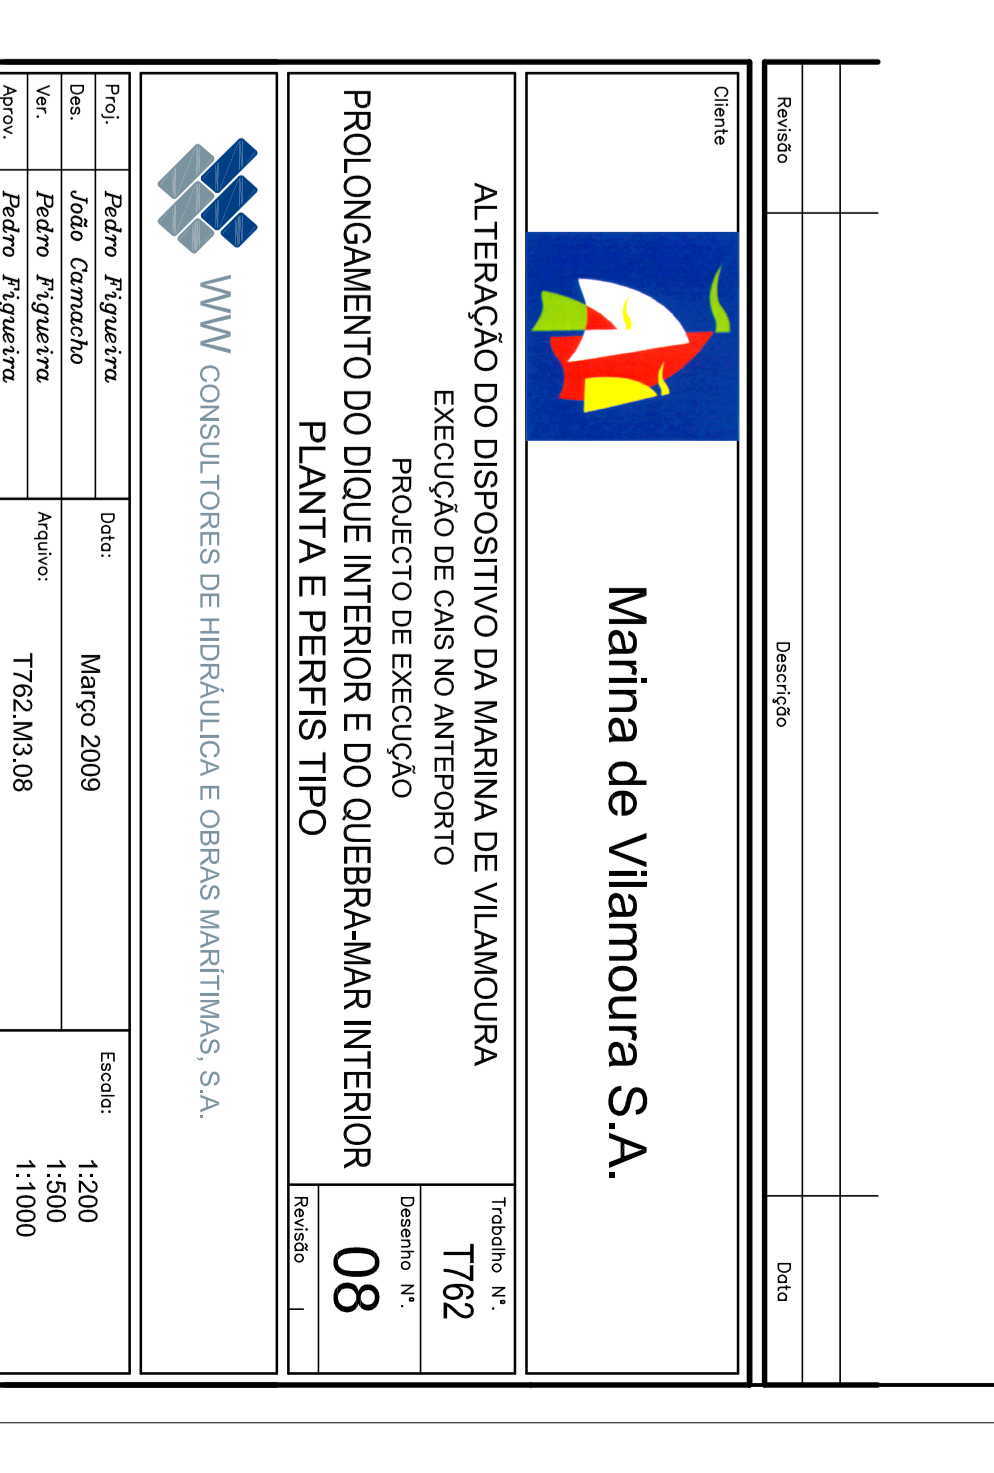 Revisão Descrição Data
Cliente
Marina de Vilamoura S.A.
ALTERAÇÃO DO DISPOSITIVO DA MARINA DE VILAMOURA
EXECUÇÃO DE CAIS NO ANTEPORTO
PROJECTO DE EXECUÇÃO
PROLONGAMENTO DO DIQUE INTERIOR E DO QUEBRA-MAR INTERIOR
PLANTA E PERFIS TIPO
Trabalho Nº.
T762
Desenho Nº.
08
Revisão _
WW CONSULTORES DE HIDRÁULICA E OBRAS MARÍTIMAS, S.A.
Proj. Pedro Figueira
Des. João Camacho
Ver. Pedro Figueira
Aprov. Pedro Figueira
Data:
Março 2009
Arquivo:
T762.M3.08
Escala:
1:200
1:500
1:1000